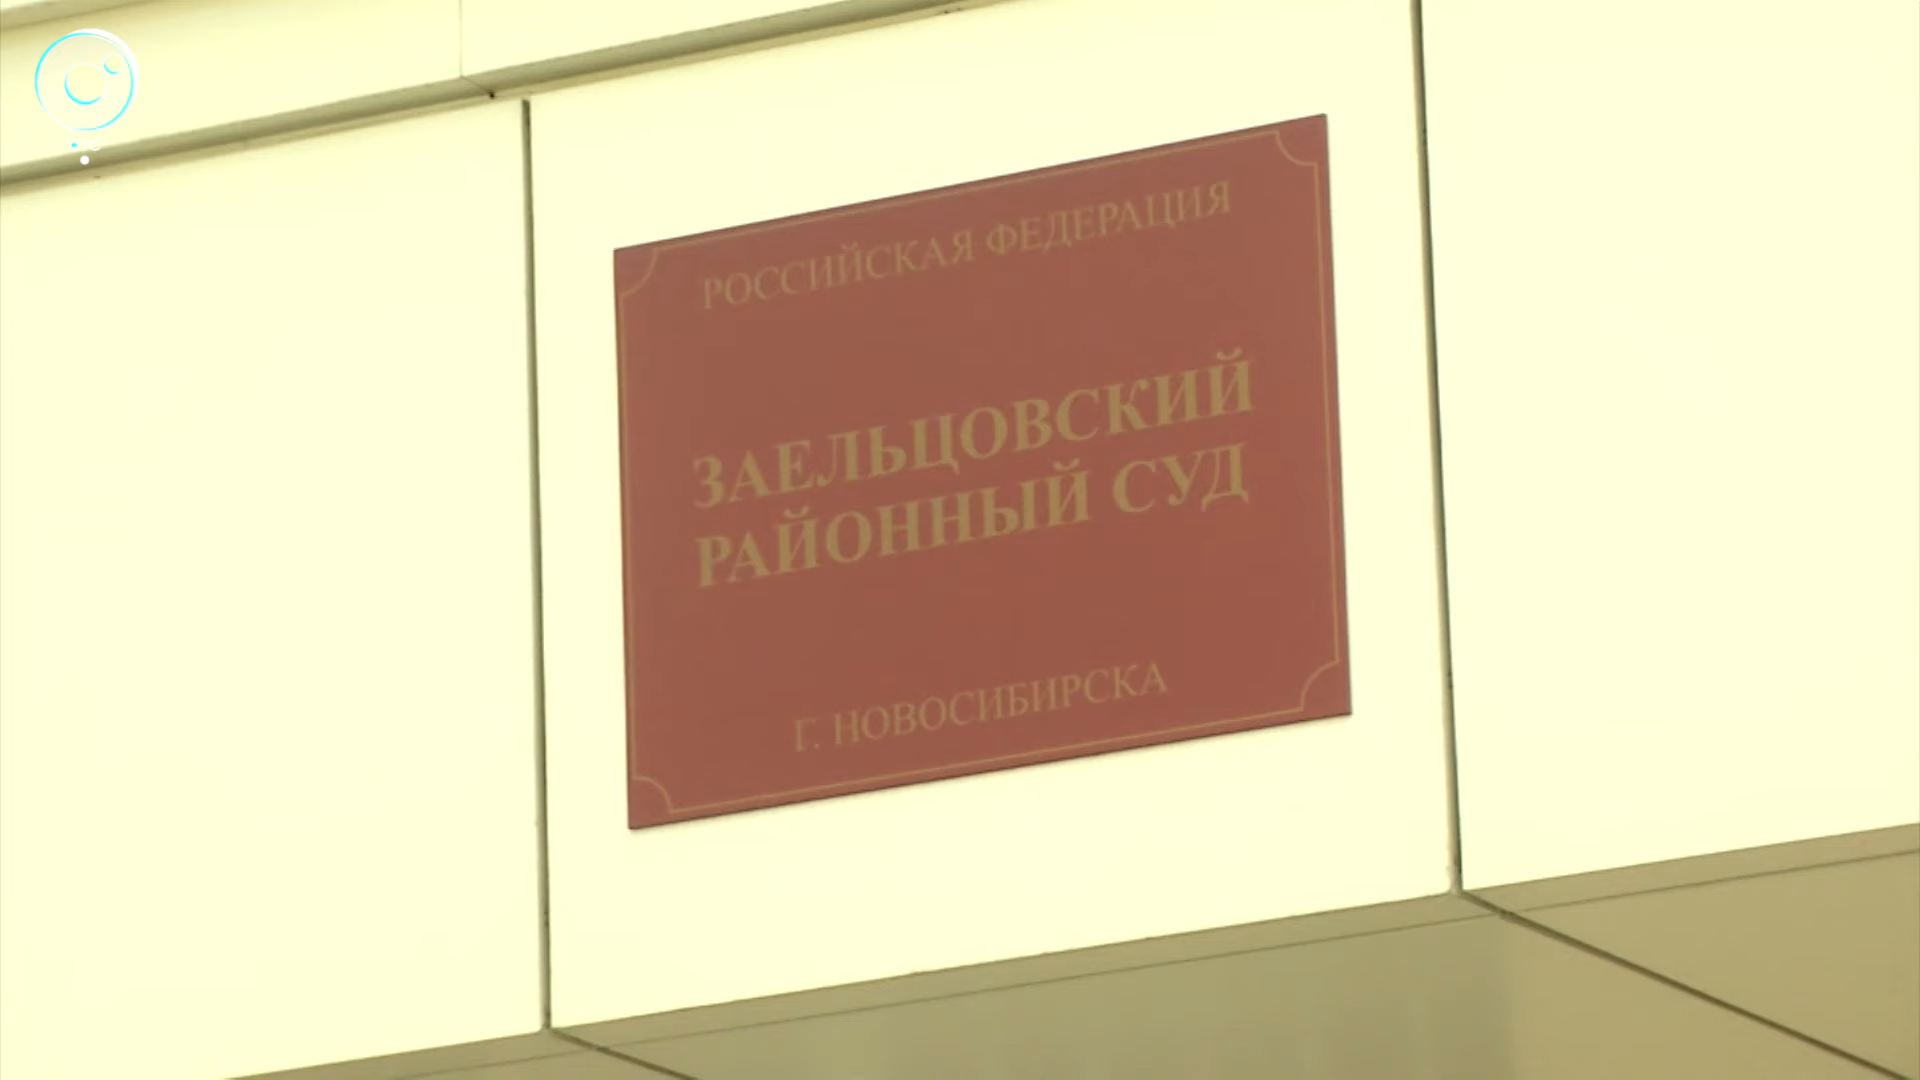 РОССИЙСКАЯ ФЕДЕРАЦИЯ
ЗАЕЛЬЦОВСКИЙ
РАЙОННЫЙ СУД
Г. НОВОСИБИРСКА